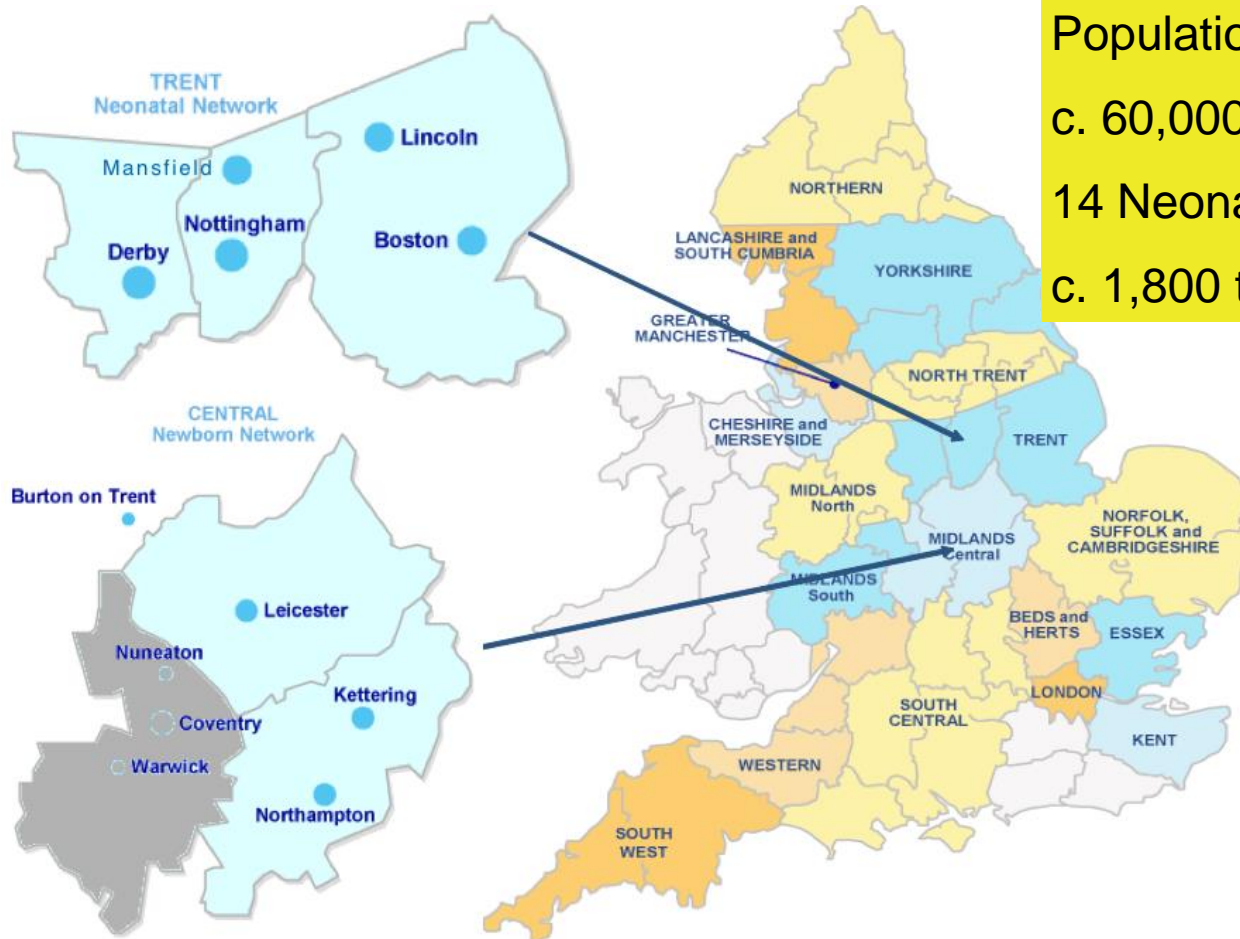 TRENT
Neonatal Network
Lincoln
Mansfield
Nottingham
Derby
Boston
CENTRAL
Newborn Network
Burton on Trent
Leicester
Nuneaton
Kettering
Coventry
Warwick
Northampton
NORTHERN
LANCASHIRE and
SOUTH CUMBRIA
YORKSHIRE
GREATER
MANCHESTER
NORTH TRENT
CHESHIRE and
MERSEYSIDE
TRENT
MIDLANDS
North
NORFOLK,
SUFFOLK and
CAMBRIDGESHIRE
MIDLANDS
Central
MIDLANDS
South
BEDS and
HERTS
ESSEX
LONDON
SOUTH
CENTRAL
KENT
WESTERN
SOUTH
WEST
c. 60,000
14
c. 1,800